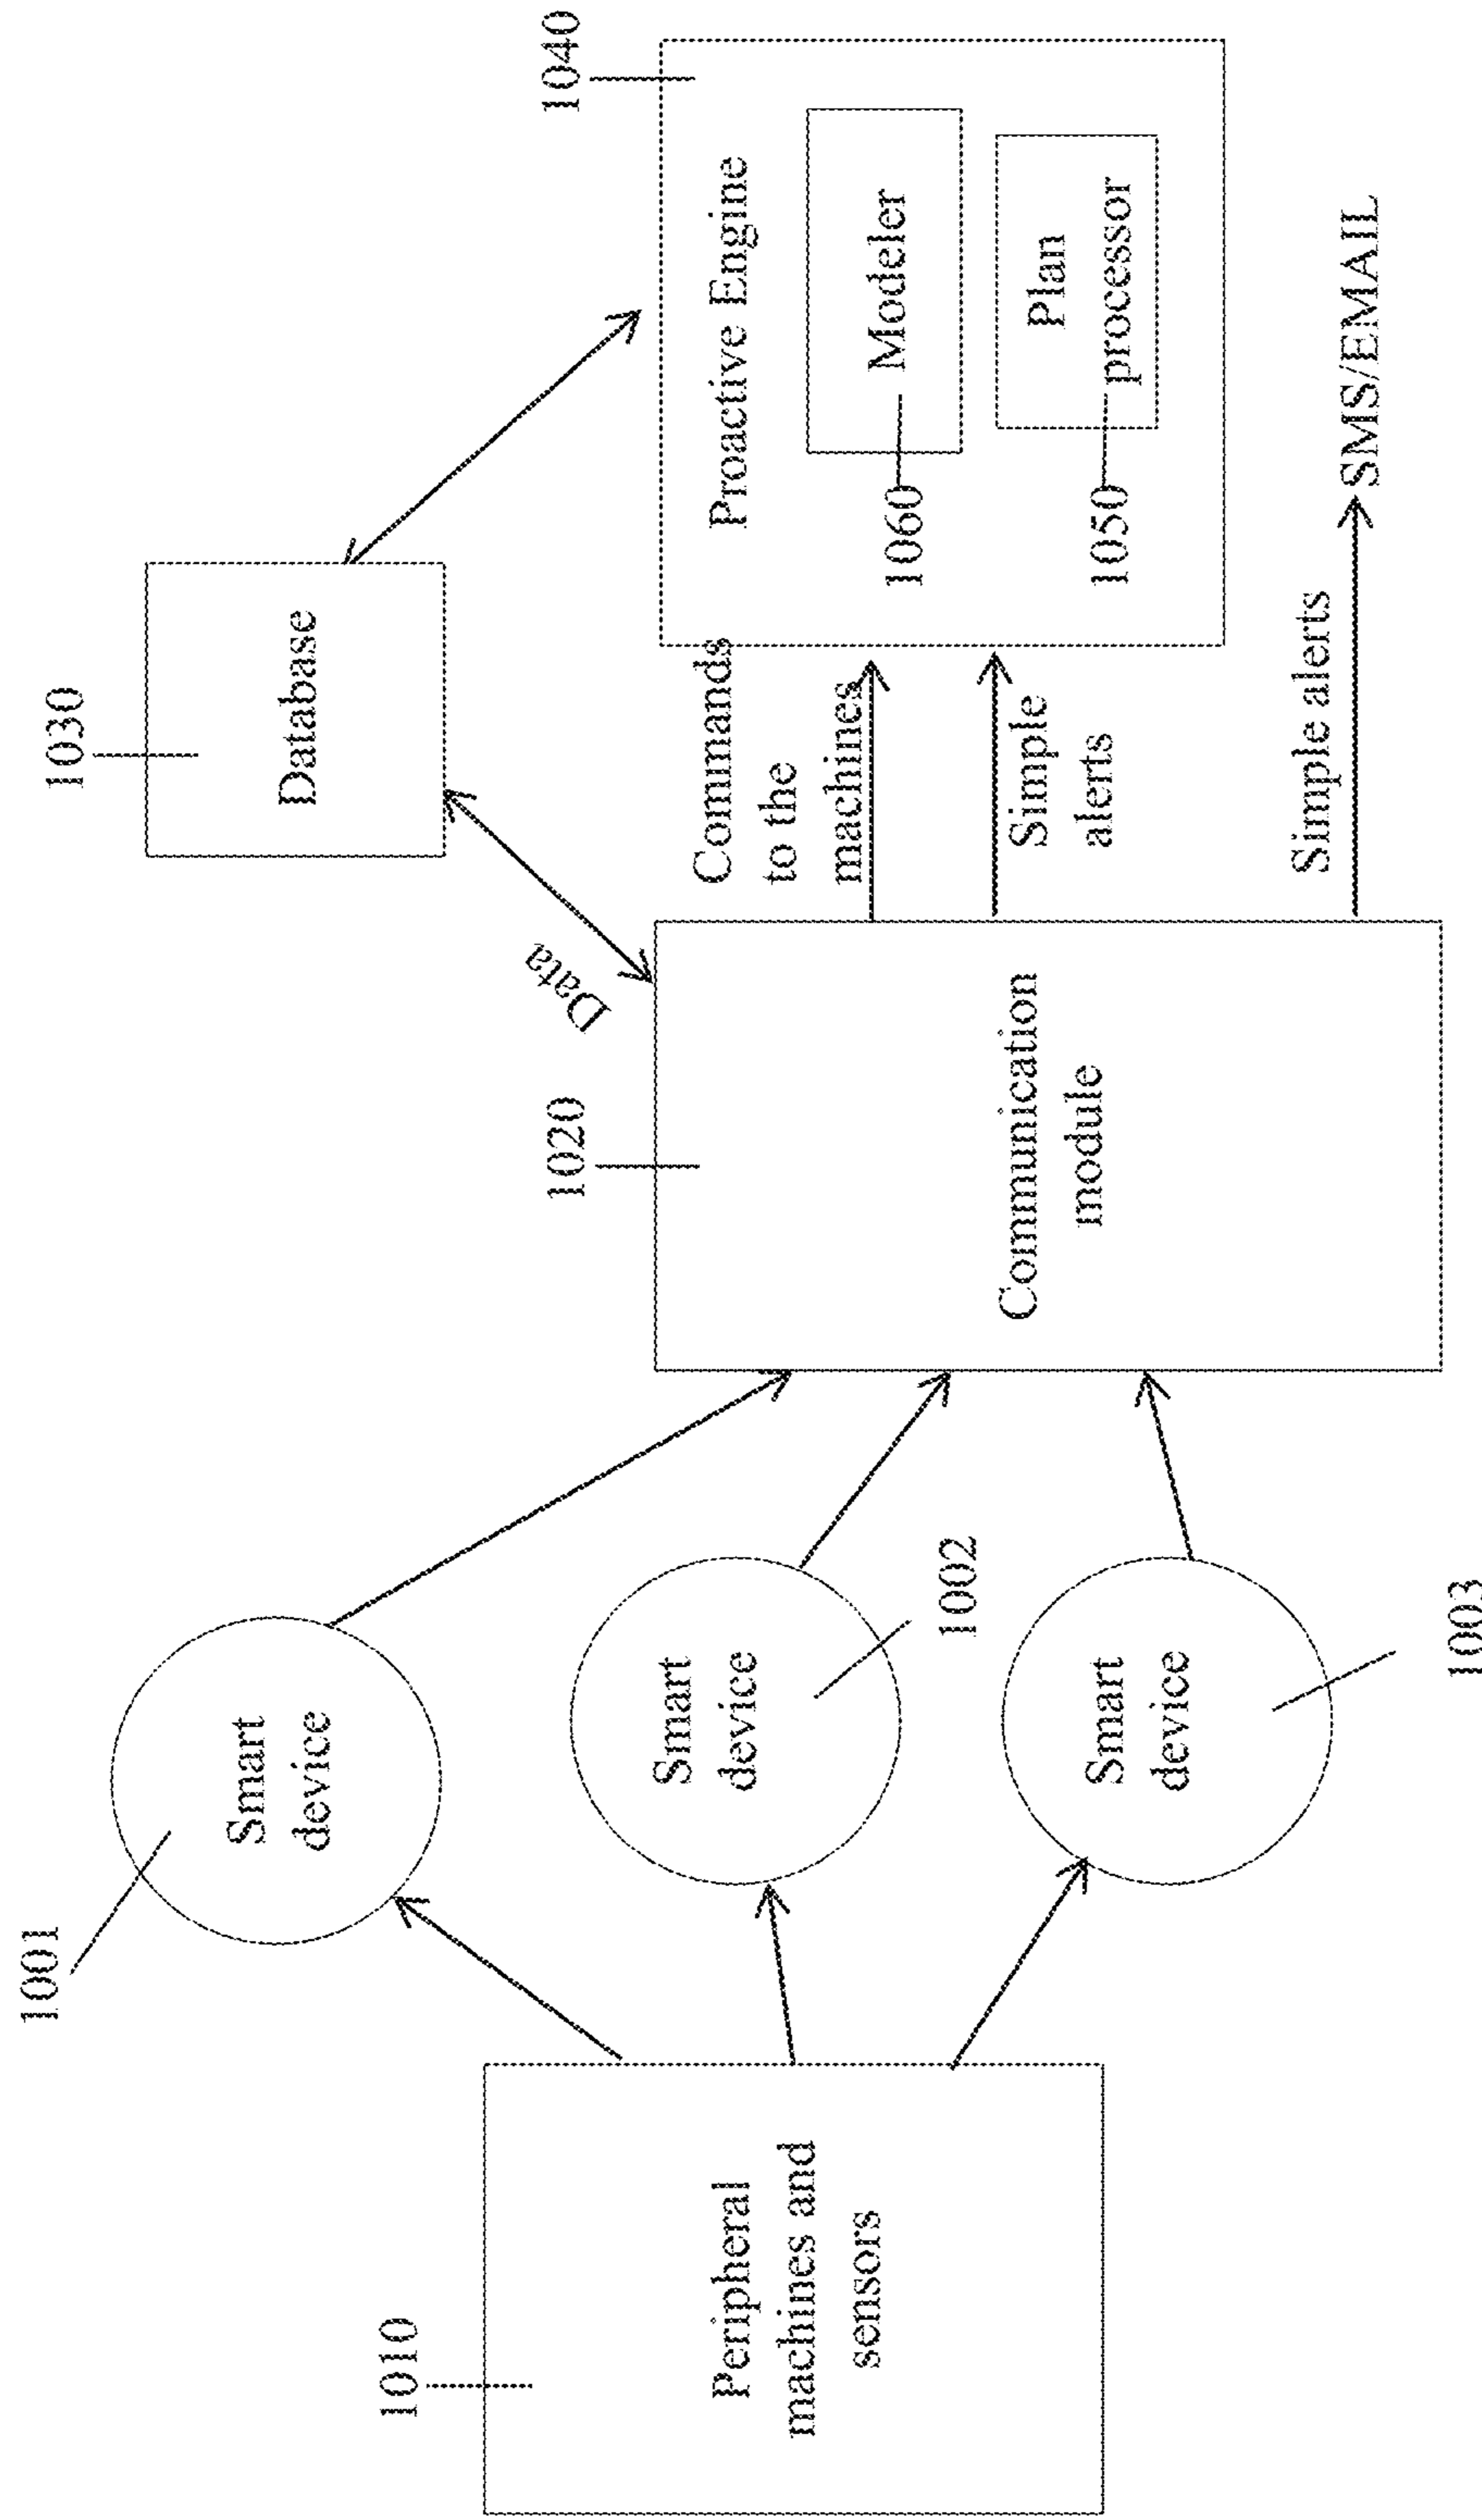 1010
Peripheral
machines and
sensors
1001
Smart
device
Smart
device
1002
Smart
device
1003
1020
Communication
module
Data
1030
Database
Commands
to the
machines
Simple
alerts
Simple alerts
SMS/EMAIL
1040
Proactive Engine
Modeler
1060
Plan
processor
1050